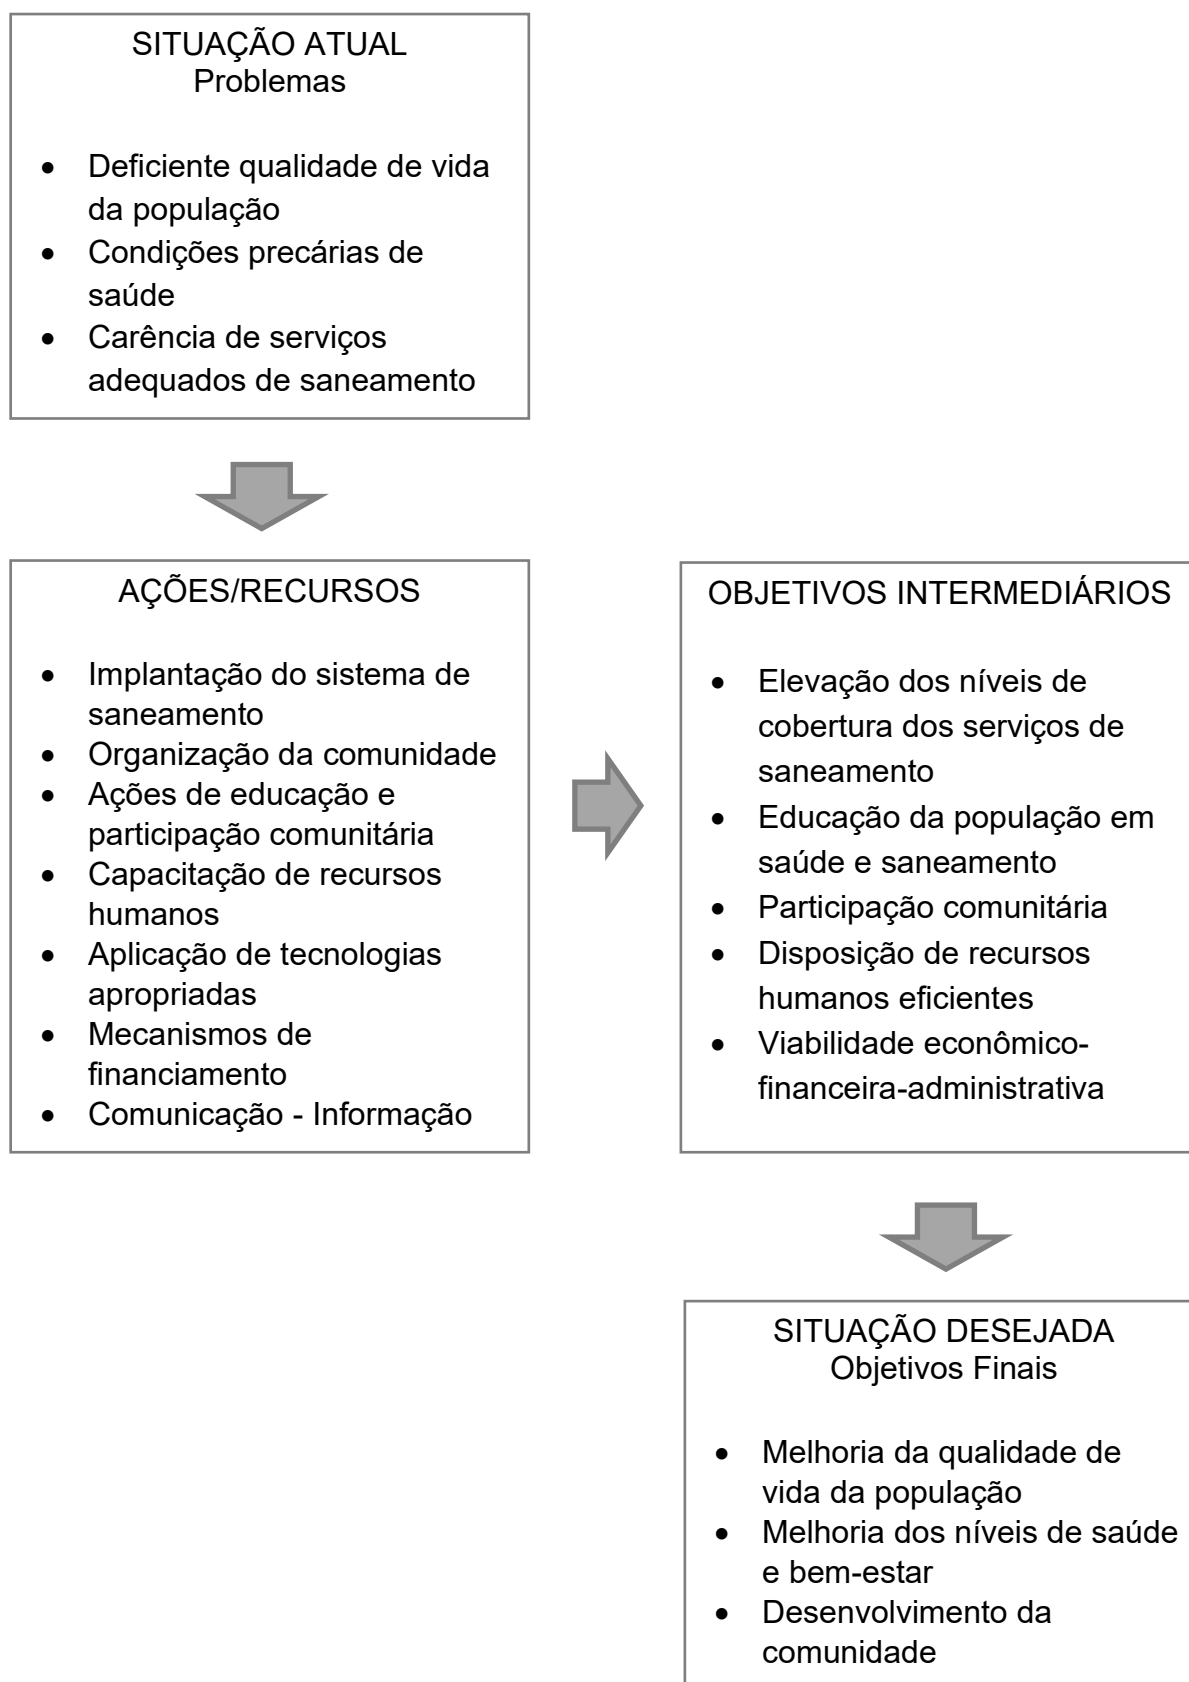 SITUAÇÃO ATUAL
Problemas
• Deficiente qualidade de vida
da população
• Condições precárias de
saúde
• Carência de serviços
adequados de saneamento
AÇÕES/RECURSOS
• Implantação do sistema de
saneamento
• Organização da comunidade
• Ações de educação e
participação comunitária
• Capacitação de recursos
humanos
• Aplicação de tecnologias
apropriadas
• Mecanismos de
financiamento
• Comunicação - Informação
OBJETIVOS INTERMEDIÁRIOS
• Elevação dos níveis de
cobertura dos serviços de
saneamento
• Educação da população em
saúde e saneamento
• Participação comunitária
• Disposição de recursos
humanos eficientes
• Viabilidade econômico-
financeira-administrativa
SITUAÇÃO DESEJADA
Objetivos Finais
• Melhoria da qualidade de
vida da população
• Melhoria dos níveis de saúde
e bem-estar
• Desenvolvimento da
comunidade